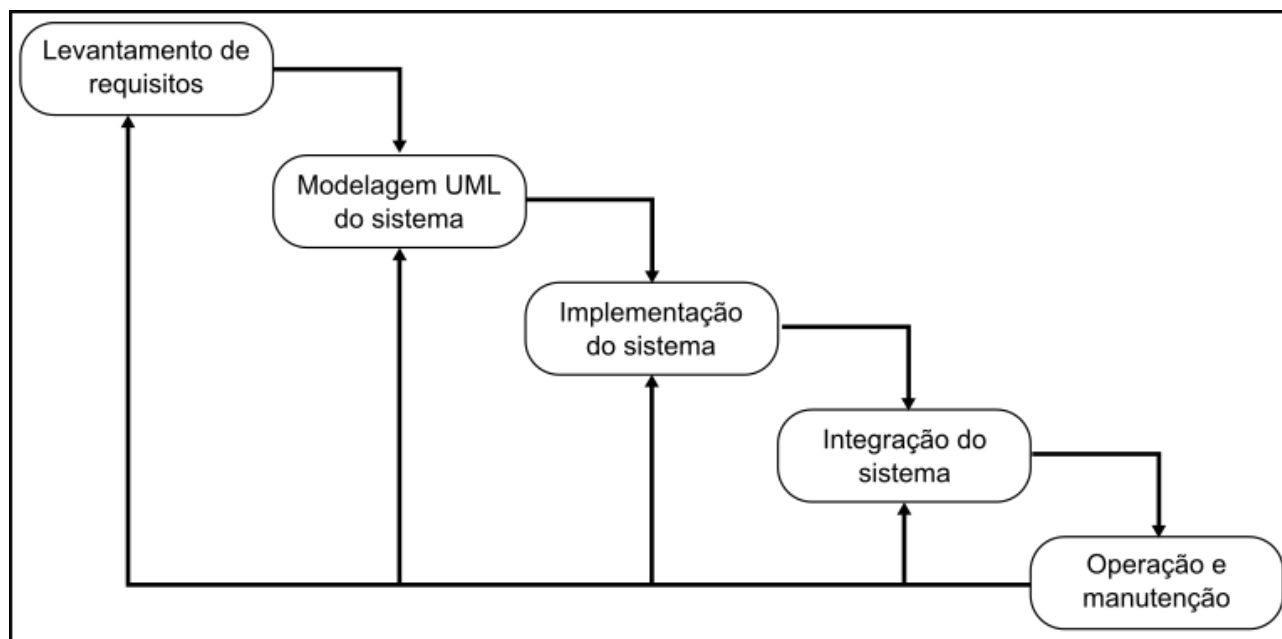 Levantamento de
requisitos
Modelagem UML
do sistema
Implementação
do sistema
Integração do
sistema
Operação e
manutenção